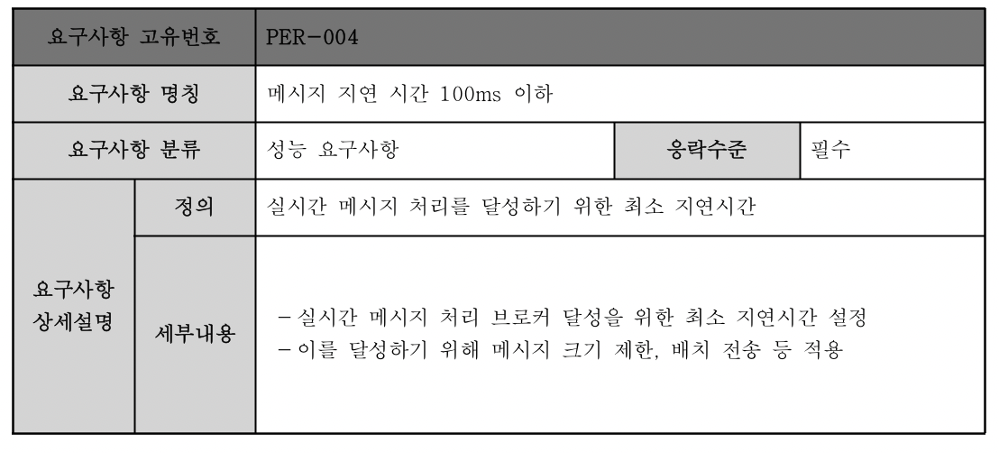 요구사항 고유번호 PER-004
요구사항 명칭 메시지 지연 시간 100ms 이하
요구사항 분류 성능 요구사항 응락수준 필수
요구사항 상세설명 정의 실시간 메시지 처리를 달성하기 위한 최소 지연시간
세부내용 - 실시간 메시지 처리 브로커 달성을 위한 최소 지연시간 설정
- 이를 달성하기 위해 메시지 크기 제한, 배치 전송 등 적용